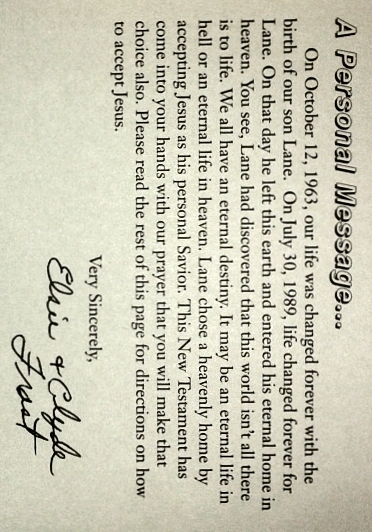 A Personal Message...
On October 12, 1963, our life was changed forever with the
birth of our son Lane. On July 30, 1989, life changed forever for
Lane. On that day he left this earth and entered his eternal home in
heaven. You see, Lane had discovered that this world isn't all there
is to life. We all have an eternal destiny. It may be an eternal life in
hell or an eternal life in heaven. Lane chose a heavenly home by
accepting Jesus as his personal Savior. This New Testament has
come into your hands with our prayer that you will make that
choice also. Please read the rest of this page for directions on how
to accept Jesus.
Very Sincerely,
Elsie & Clyde
Frost